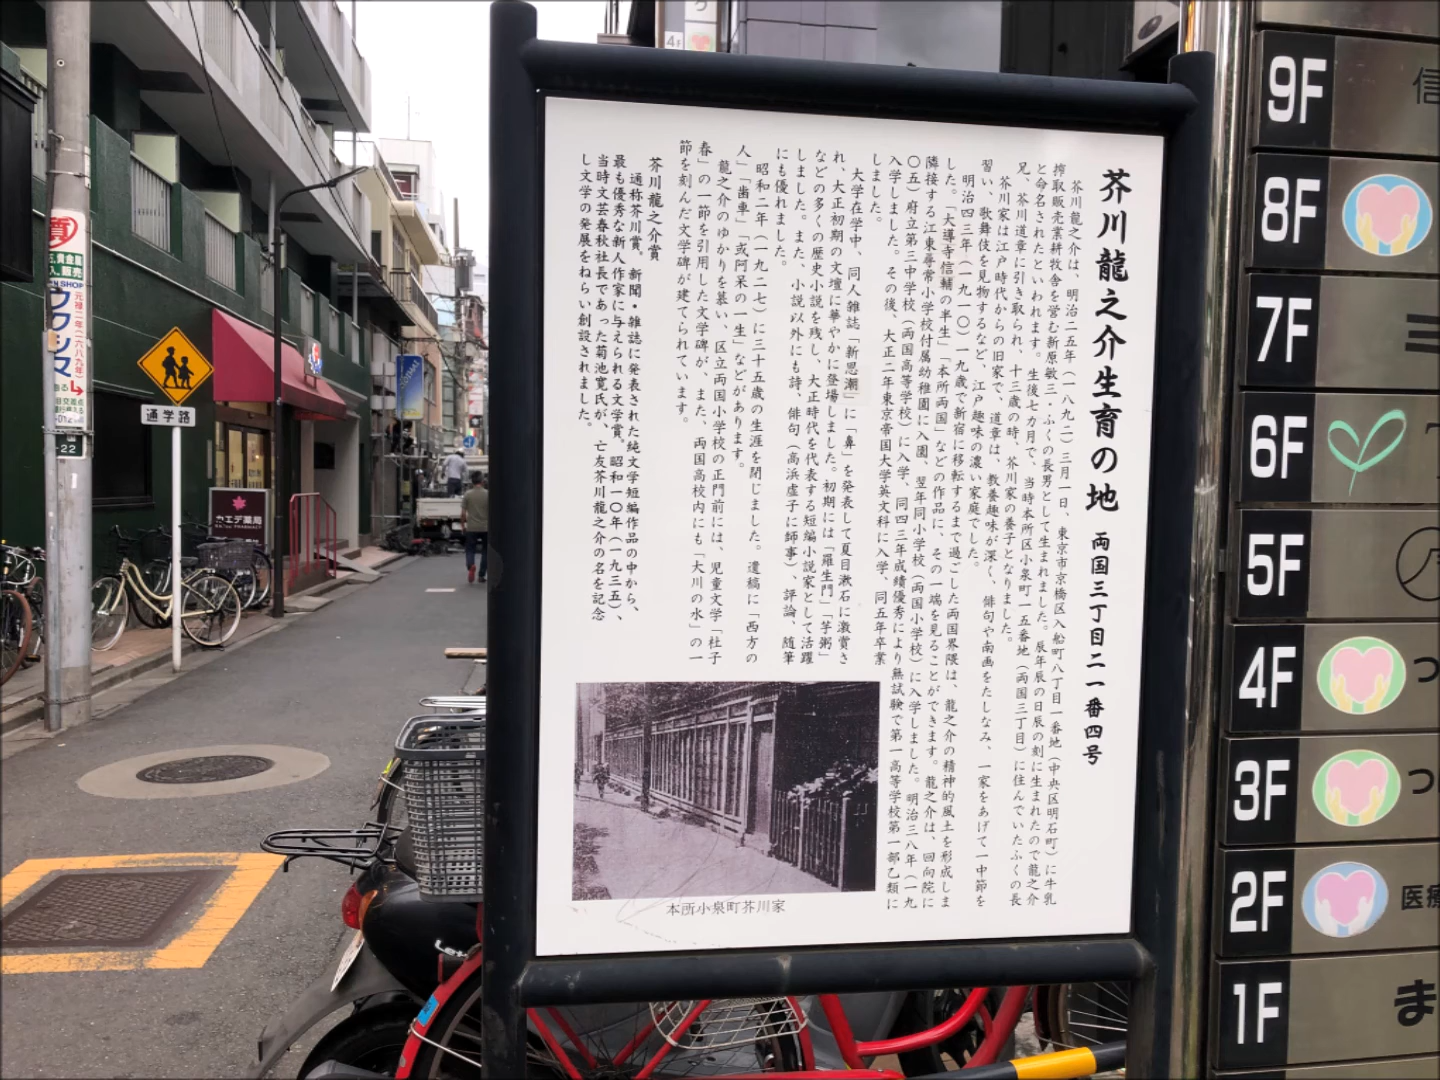 芥川龍之介生育の地 両国三丁目二一番四号
芥川龍之介は、明治二五年（一八九二）三月一日、東京市京橋区入船町八丁目一番地（中央区明石町）に牛乳
搾取販売業耕牧舎を営む新原敏三・ふくの長男として生まれました。辰年辰の日辰の刻に生まれたので龍之介
と命名されたといわれます。生後七カ月で、当時本所区小泉町一五番地（両国三丁目）に住んでいたふくの長
兄、芥川道章に引き取られ、十三歳の時、芥川家の養子となりました。
芥川家は江戸時代からの旧家で、道章は、教養趣味が深く、俳句や南画をたしなみ、一家をあげて一中節を
習い、歌舞伎を見物するなど、江戸趣味の濃い家庭でした。
明治四三年（一九一〇）一九歳で新宿に移転するまで過ごした両国界隈は、龍之介の精神的風土を形成しま
した。「大導寺信輔の半生」「本所両国」などの作品に、その一端を見ることができます。龍之介は、回向院に
隣接する江東尋常小学校付属幼稚園に入園、翌年同小学校（両国小学校）に入学しました。明治三八年（一九
〇五）府立第三中学校（両国高等学校）に入学、同四三年成績優秀により無試験で第一高等学校第一部乙類に
入学しました。その後、大正二年東京帝国大学英文科に入学、同五年卒業
しました。
大学在学中、同人雑誌「新思潮」に「鼻」を発表して夏目漱石に激賞さ
れ、大正初期の文壇に華やかに登場しました。初期には「羅生門」「芋粥」
などの多くの歴史小説を残し、大正時代を代表する短編小説家として活躍
しました。また、小説以外にも詩、俳句（高浜虚子に師事）、評論、随筆
にも優れました。
昭和二年（一九二七）に三十五歳の生涯を閉じました。遺稿に「西方の
人」「歯車」「或阿呆の一生」などがあります。
龍之介のゆかりを慕い、区立両国小学校の正門前には、児童文学「杜子
春」の一節を引用した文学碑が、また、両国高校内にも「大川の水」の一
節を刻んだ文学碑が建てられています。
芥川龍之介賞
通称芥川賞。新聞・雑誌に発表された純文学短編作品の中から、
最も優秀な新人作家に与えられる文学賞。昭和一〇年（一九三五）、
当時文芸春秋社長であった菊池寛氏が、亡友芥川龍之介の名を記念
し文学の発展をねらい創設されました。
本所小泉町芥川家
9F
信
8F
7F
6F
5F
4F
つ
3F
つ
2F
医療
1F
ま
4F
質
販売
元禄二年（一六八九年）
-22
通学路
カエデ薬局